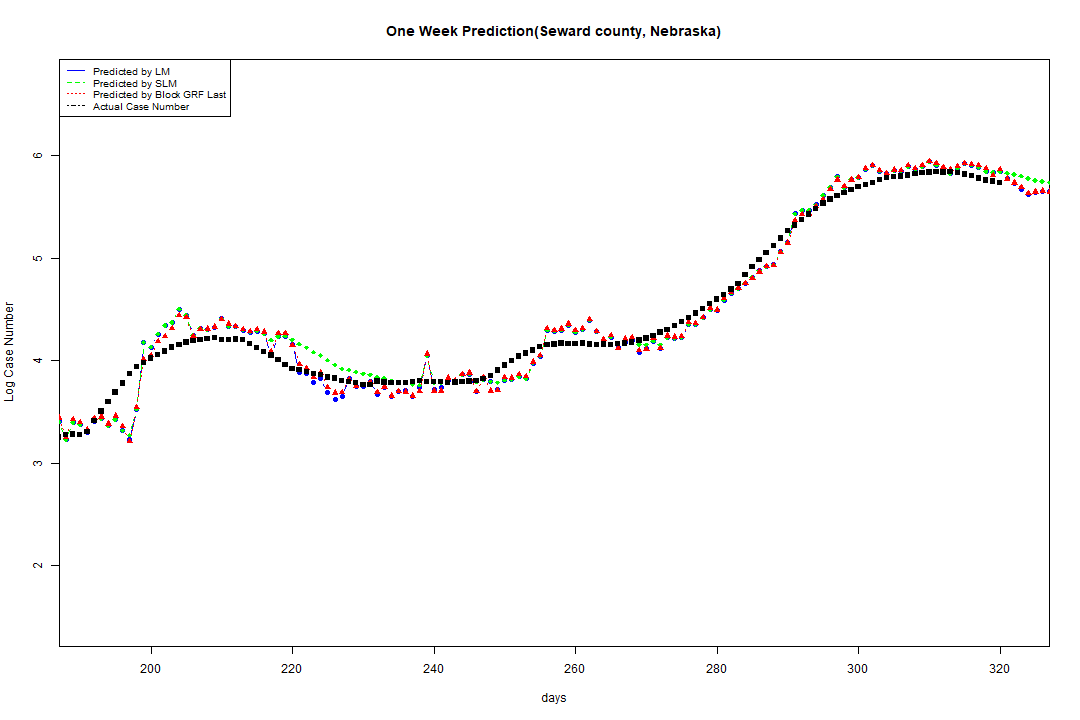 One Week Prediction(Seward county, Nebraska)
Predicted by LM
Predicted by SLM
Predicted by Block GRF Last
Actual Case Number
Log Case Number
6
5
4
3
2
200 220 240 260 280 300 320
days